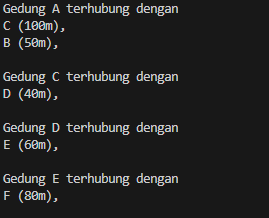 Gedung A terhubung dengan
C (100m),
B (50m),
Gedung C terhubung dengan
D (40m),
Gedung D terhubung dengan
E (60m),
Gedung E terhubung dengan
F (80m),